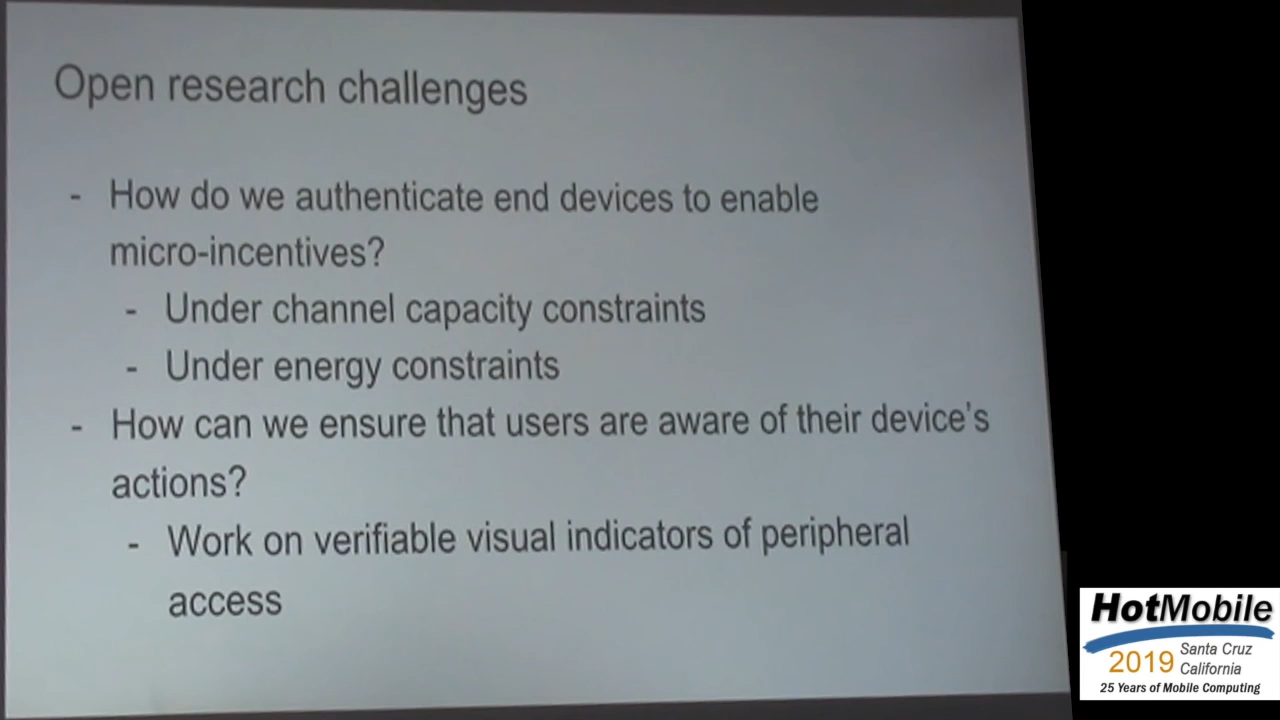 Open research challenges
- How do we authenticate end devices to enable
micro-incentives?
- Under channel capacity constraints
- Under energy constraints
- How can we ensure that users are aware of their device's
actions?
- Work on verifiable visual indicators of peripheral
access
HotMobile
2019 Santa Cruz
California
25 Years of Mobile Computing